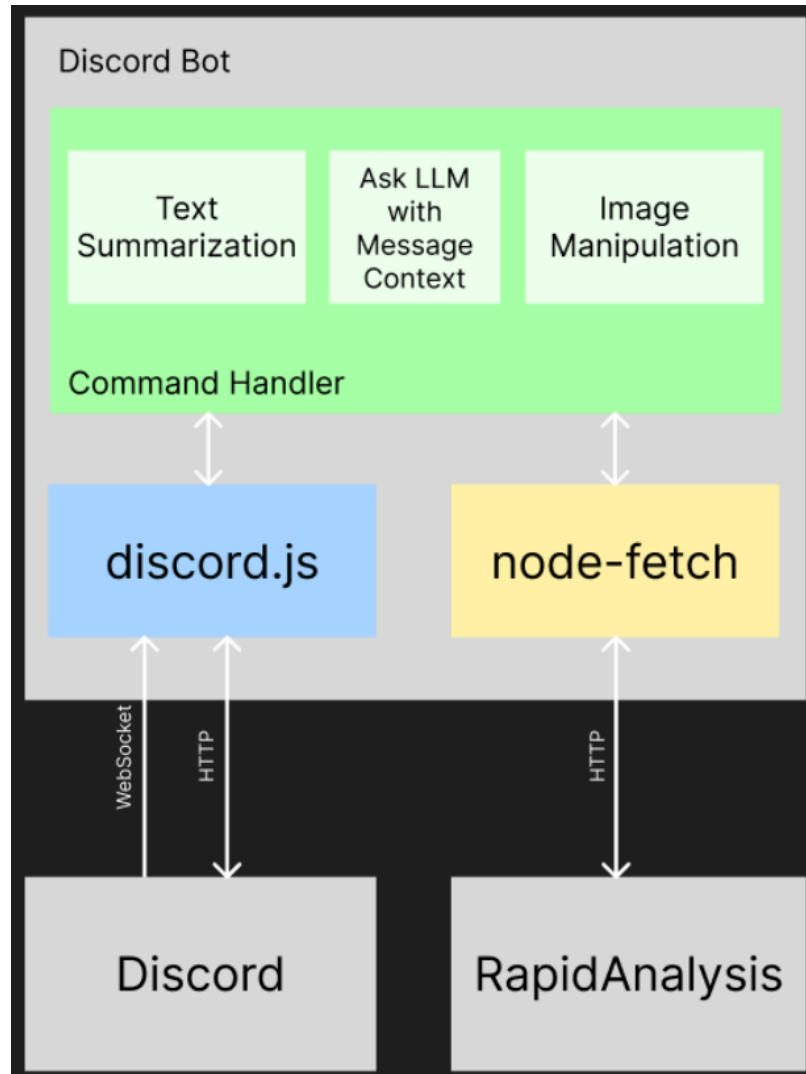 Discord Bot
Text
Summarization
Ask LLM
with
Message
Context
Image
Manipulation
Command Handler
discord.js
node-fetch
WebSocket
HTTP
HTTP
Discord
RapidAnalysis